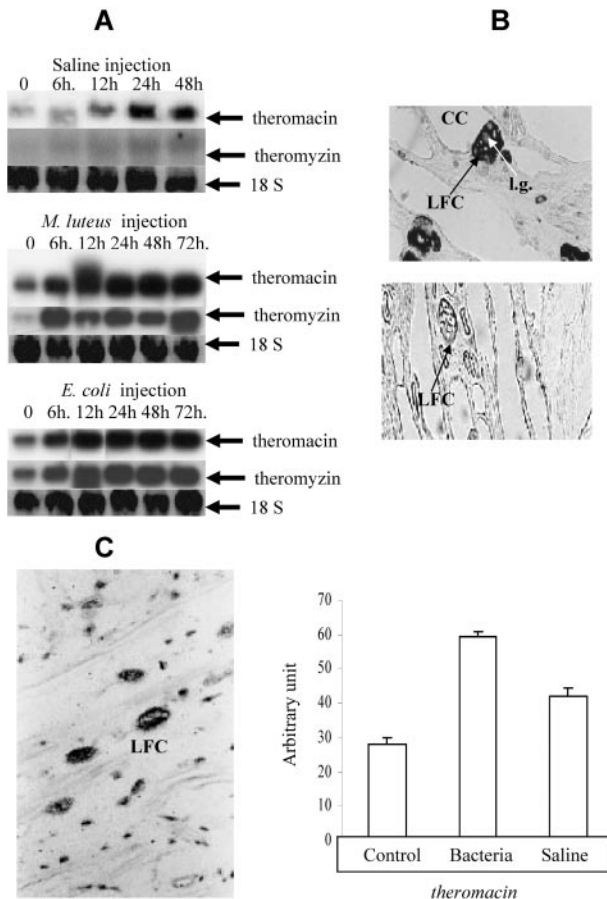 A
Saline injection
0 6h. 12h 24h 48h
theromacin
theromyzin
18 S
M. luteus injection
0 6h. 12h 24h 48h 72h.
theromacin
theromyzin
18 S
E. coli injection
0 6h. 12h 24h 48h 72h.
theromacin
theromyzin
18 S
B
CC
LFC
l.g.
LFC
C
LFC
70
60
50
40
30
20
10
0
Arbitrary unit
Control Bacteria Saline
theromacin